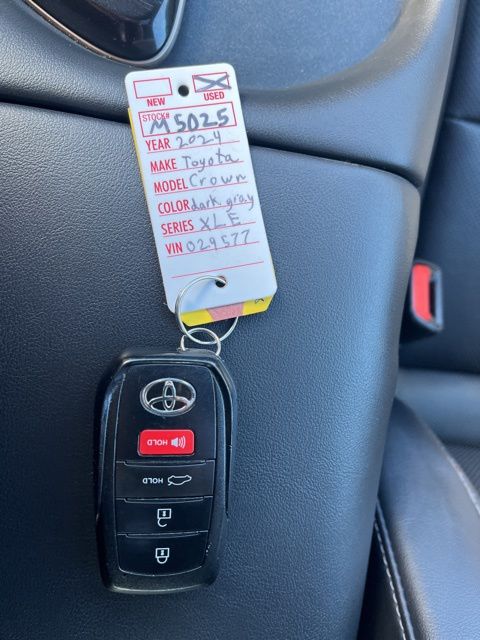 NEW USED
STOCK# M5025
YEAR 2024
MAKE Toyota
MODEL Crown
COLOR dark gray
SERIES XLE
VIN 029577
HOLD
HOLD